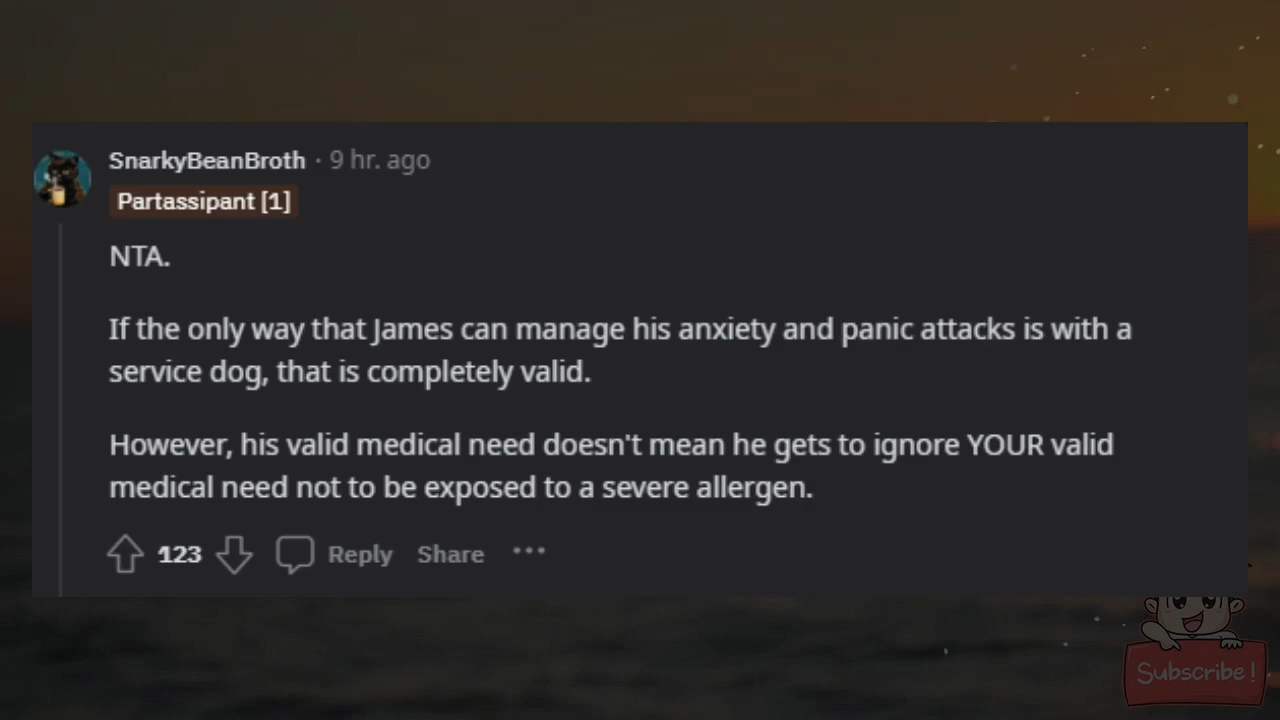 SnarkyBeanBroth · 9 hr. ago
Partassipant [1]
NTA.
If the only way that James can manage his anxiety and panic attacks is with a
service dog, that is completely valid.
However, his valid medical need doesn't mean he gets to ignore YOUR valid
medical need not to be exposed to a severe allergen.
123 Reply Share ···
Subscribe!